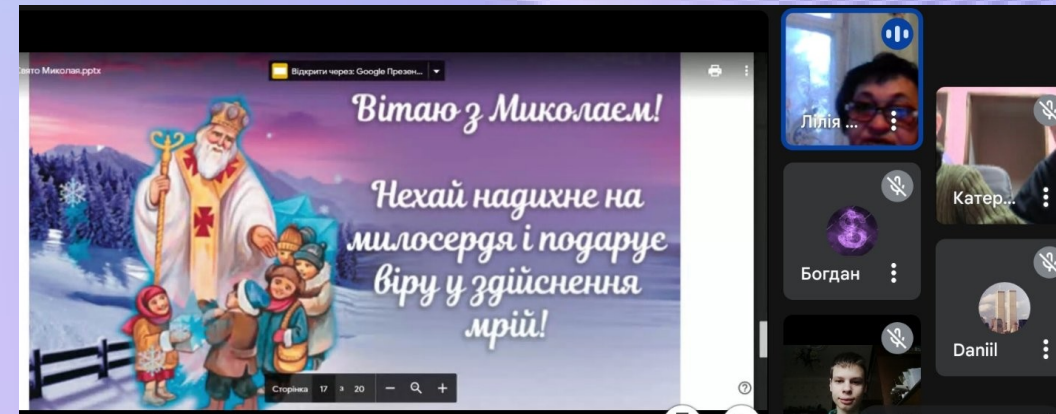 вято Миколая.pptx
Відкрити через: Google Презен...
Вітаю з Миколаєм!
Нехай надихне на
милосердя і подарує
віру у здійснення
мрій!
Сторінка 17 з 20
Лілія ...
Катер...
Богдан
Daniil